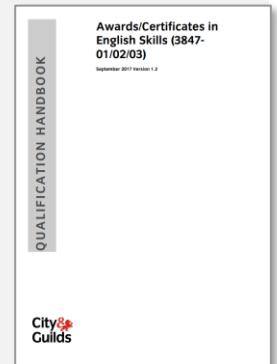 Awards/Certificates in
English Skills (3847-
01/02/03)
September 2017 Version 1.2
QUALIFICATION HANDBOOK
City&
Guilds